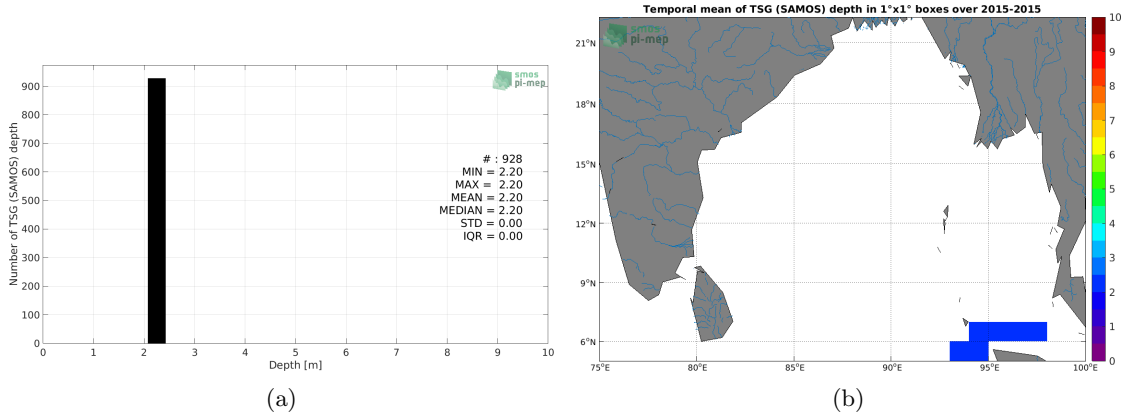 smos
pi-mep
Number of TSG (SAMOS) depth
900
800
700
600
500
400
300
200
100
0
# : 928
MIN = 2.20
MAX = 2.20
MEAN = 2.20
MEDIAN = 2.20
STD = 0.00
IQR = 0.00
0 1 2 3 4 5 6 7 8 9 10
Depth [m]
(a)
Temporal mean of TSG (SAMOS) depth in 1°x1° boxes over 2015-2015
smos
pi-mep
21°N
18°N
15°N
12°N
9°N
6°N
75°E 80°E 85°E 90°E 95°E 100°E
10
9
8
7
6
5
4
3
2
1
0
(b)